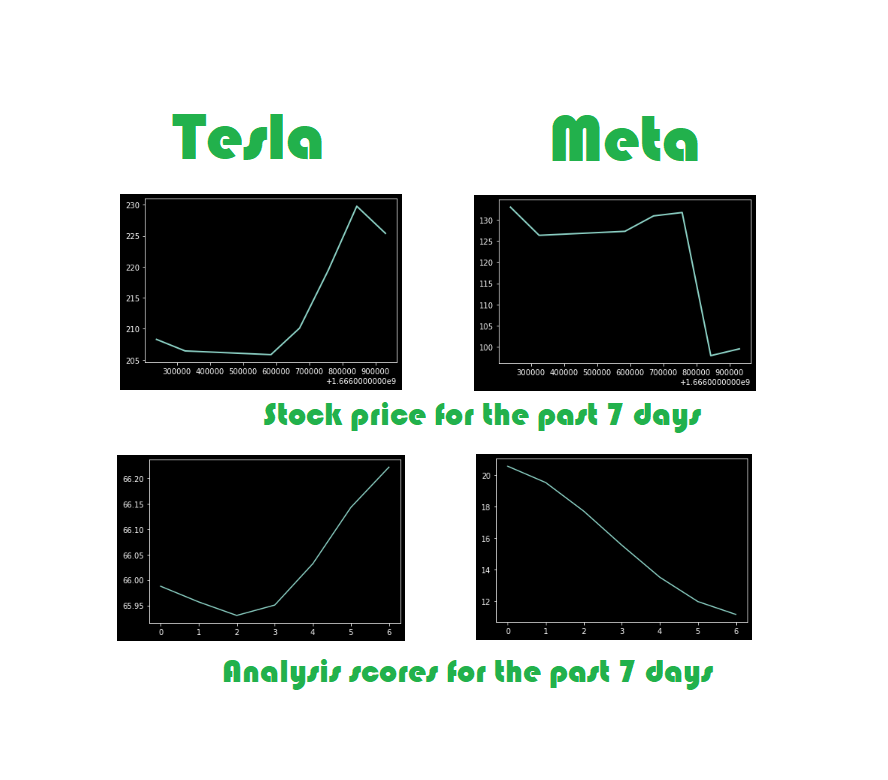 Tesla Meta
230
225
220
215
210
205
300000 400000 500000 600000 700000 800000 900000
+1.6660000000e9
130
125
120
115
110
105
100
300000 400000 500000 600000 700000 800000 900000
+1.6660000000e9
Stock price for the past 7 days
66.20
66.15
66.10
66.05
66.00
65.95
0 1 2 3 4 5 6
20
18
16
14
12
0 1 2 3 4 5 6
Analysis scores for the past 7 days